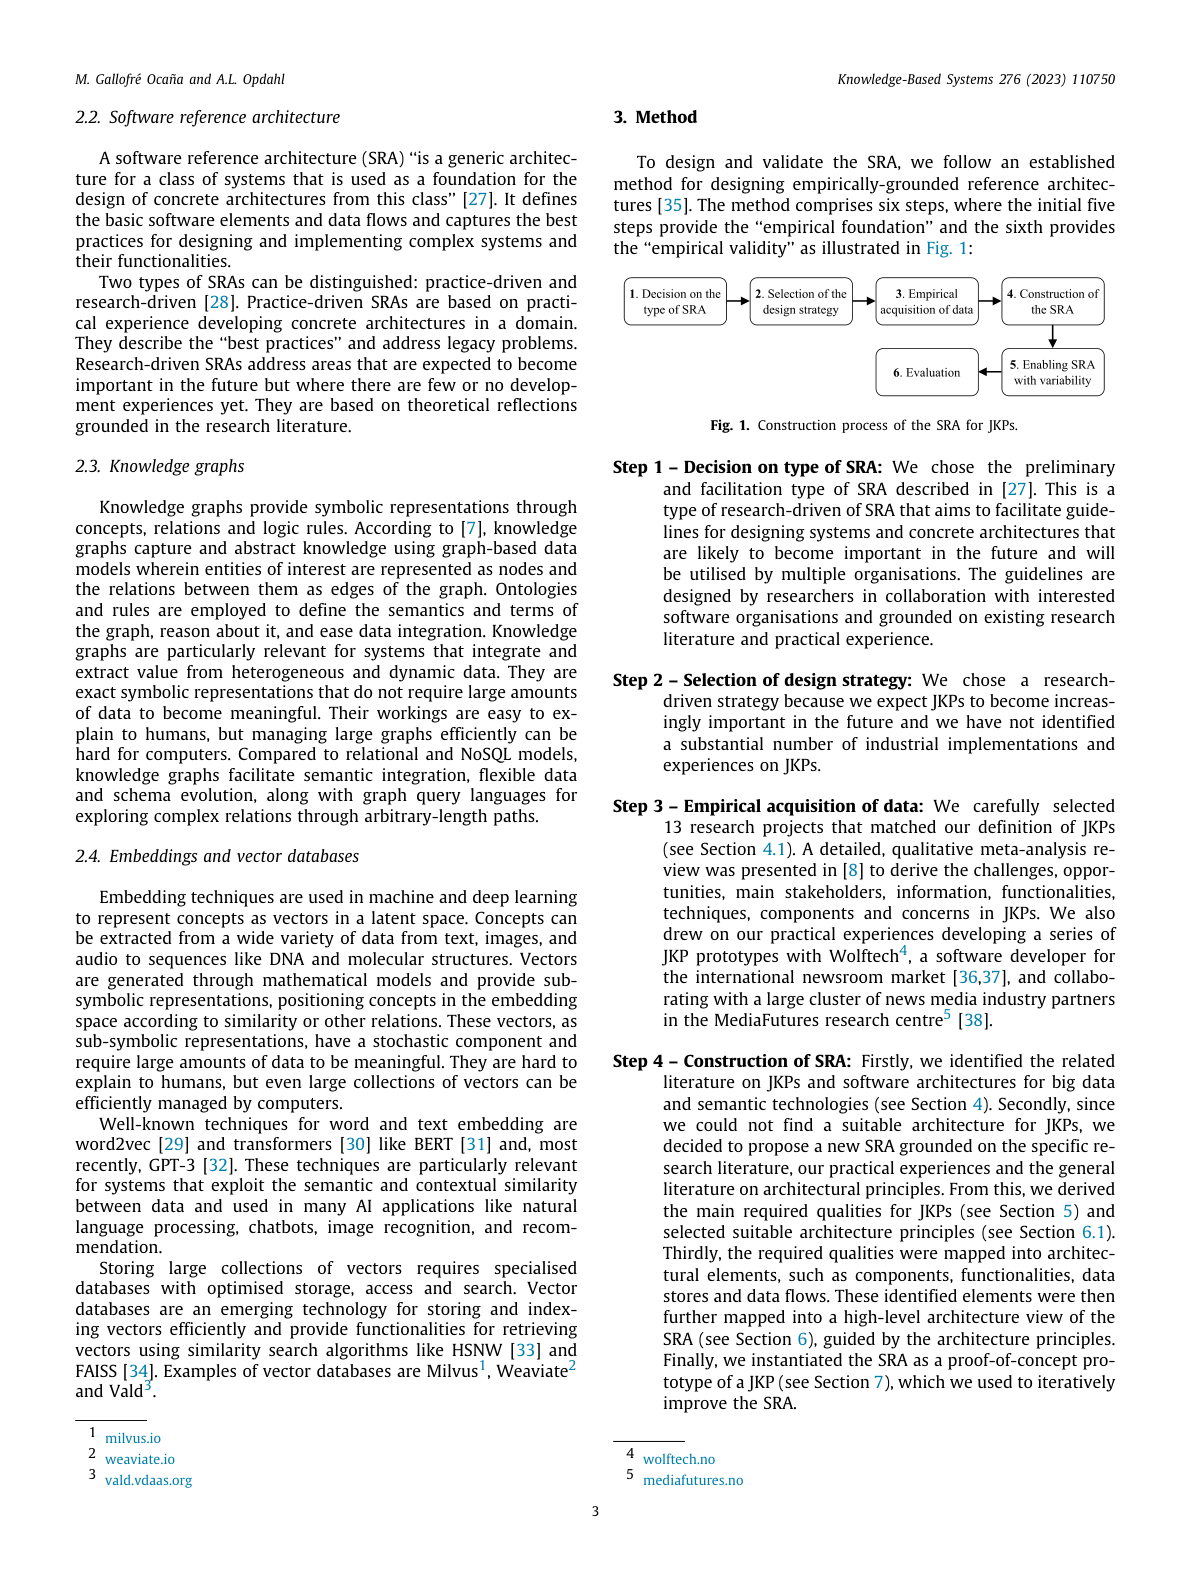 M. Gallofré Ocaña and A.L. Opdahl
Knowledge-Based Systems 276 (2023) 110750
2.2. Software reference architecture
A software reference architecture (SRA) ‘‘is a generic architec-
ture for a class of systems that is used as a foundation for the
design of concrete architectures from this class’’ [27]. It defines
the basic software elements and data flows and captures the best
practices for designing and implementing complex systems and
their functionalities.
Two types of SRAs can be distinguished: practice-driven and
research-driven [28]. Practice-driven SRAs are based on practi-
cal experience developing concrete architectures in a domain.
They describe the ‘‘best practices’’ and address legacy problems.
Research-driven SRAs address areas that are expected to become
important in the future but where there are few or no develop-
ment experiences yet. They are based on theoretical reflections
grounded in the research literature.
2.3. Knowledge graphs
Knowledge graphs provide symbolic representations through
concepts, relations and logic rules. According to [7], knowledge
graphs capture and abstract knowledge using graph-based data
models wherein entities of interest are represented as nodes and
the relations between them as edges of the graph. Ontologies
and rules are employed to define the semantics and terms of
the graph, reason about it, and ease data integration. Knowledge
graphs are particularly relevant for systems that integrate and
extract value from heterogeneous and dynamic data. They are
exact symbolic representations that do not require large amounts
of data to become meaningful. Their workings are easy to ex-
plain to humans, but managing large graphs efficiently can be
hard for computers. Compared to relational and NoSQL models,
knowledge graphs facilitate semantic integration, flexible data
and schema evolution, along with graph query languages for
exploring complex relations through arbitrary-length paths.
2.4. Embeddings and vector databases
Embedding techniques are used in machine and deep learning
to represent concepts as vectors in a latent space. Concepts can
be extracted from a wide variety of data from text, images, and
audio to sequences like DNA and molecular structures. Vectors
are generated through mathematical models and provide sub-
symbolic representations, positioning concepts in the embedding
space according to similarity or other relations. These vectors, as
sub-symbolic representations, have a stochastic component and
require large amounts of data to be meaningful. They are hard to
explain to humans, but even large collections of vectors can be
efficiently managed by computers.
Well-known techniques for word and text embedding are
word2vec [29] and transformers [30] like BERT [31] and, most
recently, GPT-3 [32]. These techniques are particularly relevant
for systems that exploit the semantic and contextual similarity
between data and used in many AI applications like natural
language processing, chatbots, image recognition, and recom-
mendation.
Storing large collections of vectors requires specialised
databases with optimised storage, access and search. Vector
databases are an emerging technology for storing and index-
ing vectors efficiently and provide functionalities for retrieving
vectors using similarity search algorithms like HSNW [33] and
FAISS [34]. Examples of vector databases are Milvus1, Weaviate2
and Vald3.
1 milvus.io
2 weaviate.io
3 vald.vdaas.org
3. Method
To design and validate the SRA, we follow an established
method for designing empirically-grounded reference architec-
tures [35]. The method comprises six steps, where the initial five
steps provide the ‘‘empirical foundation’’ and the sixth provides
the ‘‘empirical validity’’ as illustrated in Fig. 1:
1. Decision on the
type of SRA
2. Selection of the
design strategy
3. Empirical
acquisition of data
4. Construction of
the SRA
5. Enabling SRA
with variability
6. Evaluation
Fig. 1. Construction process of the SRA for JKPs.
Step 1 – Decision on type of SRA: We chose the preliminary
and facilitation type of SRA described in [27]. This is a
type of research-driven of SRA that aims to facilitate guide-
lines for designing systems and concrete architectures that
are likely to become important in the future and will
be utilised by multiple organisations. The guidelines are
designed by researchers in collaboration with interested
software organisations and grounded on existing research
literature and practical experience.
Step 2 – Selection of design strategy: We chose a research-
driven strategy because we expect JKPs to become increas-
ingly important in the future and we have not identified
a substantial number of industrial implementations and
experiences on JKPs.
Step 3 – Empirical acquisition of data: We carefully selected
13 research projects that matched our definition of JKPs
(see Section 4.1). A detailed, qualitative meta-analysis re-
view was presented in [8] to derive the challenges, oppor-
tunities, main stakeholders, information, functionalities,
techniques, components and concerns in JKPs. We also
drew on our practical experiences developing a series of
JKP prototypes with Wolftech4, a software developer for
the international newsroom market [36,37], and collabo-
rating with a large cluster of news media industry partners
in the MediaFutures research centre5 [38].
Step 4 – Construction of SRA: Firstly, we identified the related
literature on JKPs and software architectures for big data
and semantic technologies (see Section 4). Secondly, since
we could not find a suitable architecture for JKPs, we
decided to propose a new SRA grounded on the specific re-
search literature, our practical experiences and the general
literature on architectural principles. From this, we derived
the main required qualities for JKPs (see Section 5) and
selected suitable architecture principles (see Section 6.1).
Thirdly, the required qualities were mapped into architec-
tural elements, such as components, functionalities, data
stores and data flows. These identified elements were then
further mapped into a high-level architecture view of the
SRA (see Section 6), guided by the architecture principles.
Finally, we instantiated the SRA as a proof-of-concept pro-
totype of a JKP (see Section 7), which we used to iteratively
improve the SRA.
4 wolftech.no
5 mediafutures.no
3